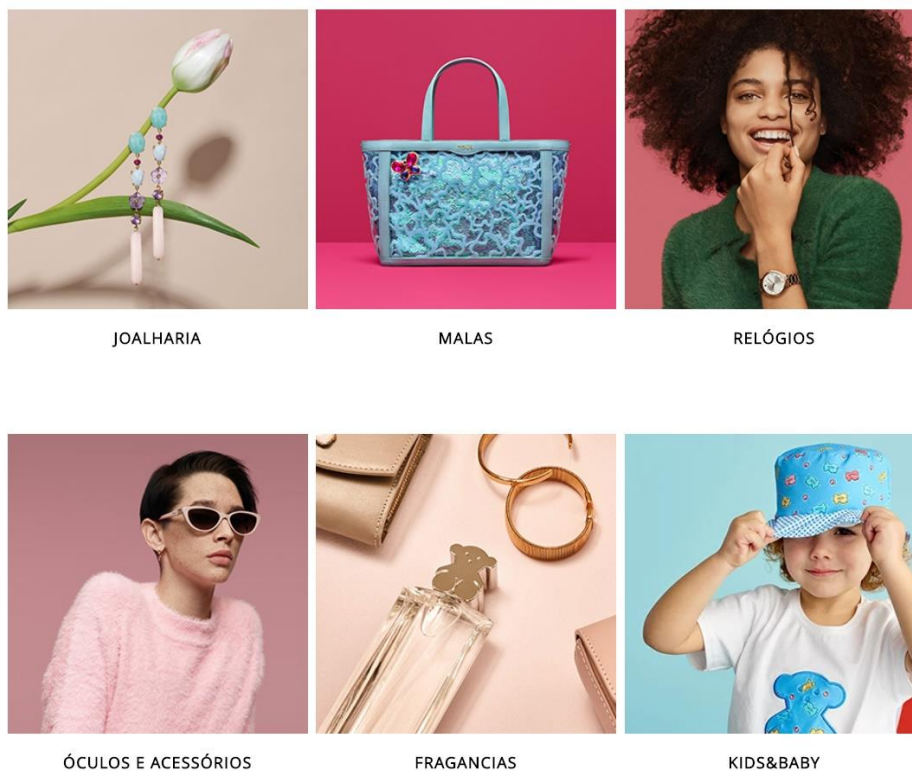 JOALHARIA
MALAS
RELÓGIOS
ÓCULOS E ACESSÓRIOS
FRAGANCIAS
KIDS&BABY